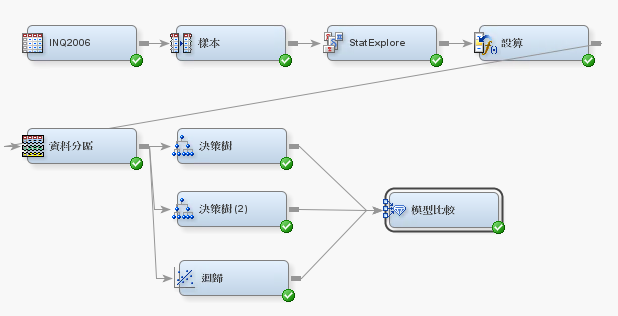 INQ2006
樣本
StatExplore
設算
資料分區
決策樹
決策樹 (2)
迴歸
模型比較